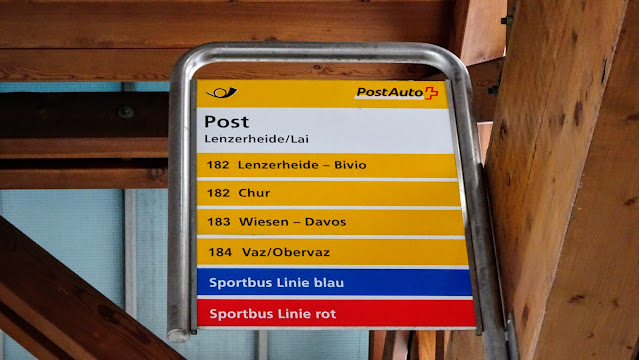 PostAuto
Post
Lenzerheide/Lai
182 Lenzerheide – Bivio
182 Chur
183 Wiesen – Davos
184 Vaz/Obervaz
Sportbus Linie blau
Sportbus Linie rot